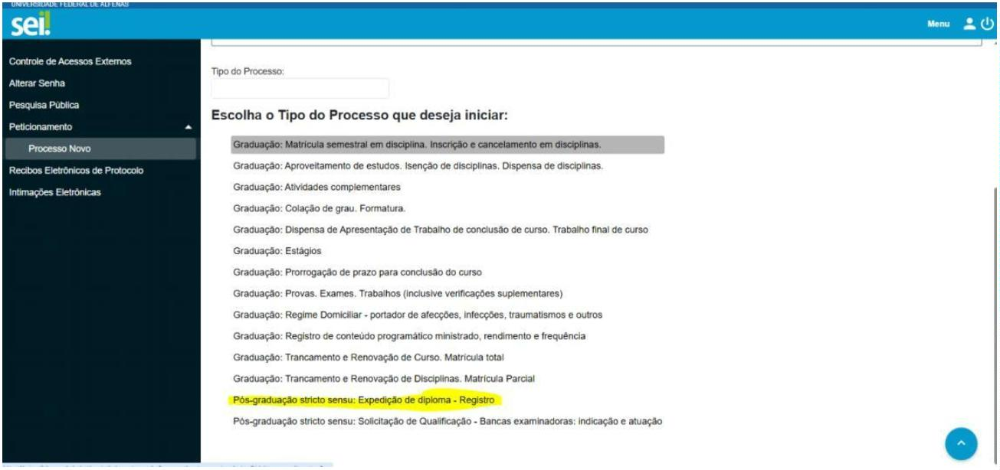 UNIVERSIDADE FEDERAL DE ALFENAS
sei!
Menu
Controle de Acessos Externos
Alterar Senha
Pesquisa Pública
Peticionamento
Processo Novo
Recibos Eletrônicos de Protocolo
Intimações Eletrônicas
Tipo do Processo:
Escolha o Tipo do Processo que deseja iniciar:
Graduação: Matrícula semestral em disciplina. Inscrição e cancelamento em disciplinas.
Graduação: Aproveitamento de estudos. Isenção de disciplinas. Dispensa de disciplinas.
Graduação: Atividades complementares
Graduação: Colação de grau. Formatura.
Graduação: Dispensa de Apresentação de Trabalho de conclusão de curso. Trabalho final de curso
Graduação: Estágios
Graduação: Prorrogação de prazo para conclusão do curso
Graduação: Provas. Exames. Trabalhos (inclusive verificações suplementares)
Graduação: Regime Domiciliar - portador de afecções, infecções, traumatismos e outros
Graduação: Registro de conteúdo programático ministrado, rendimento e frequência
Graduação: Trancamento e Renovação de Curso. Matrícula total
Graduação: Trancamento e Renovação de Disciplinas. Matrícula Parcial
Pós-graduação stricto sensu: Expedição de diploma - Registro
Pós-graduação stricto sensu: Solicitação de Qualificação - Bancas examinadoras: indicação e atuação